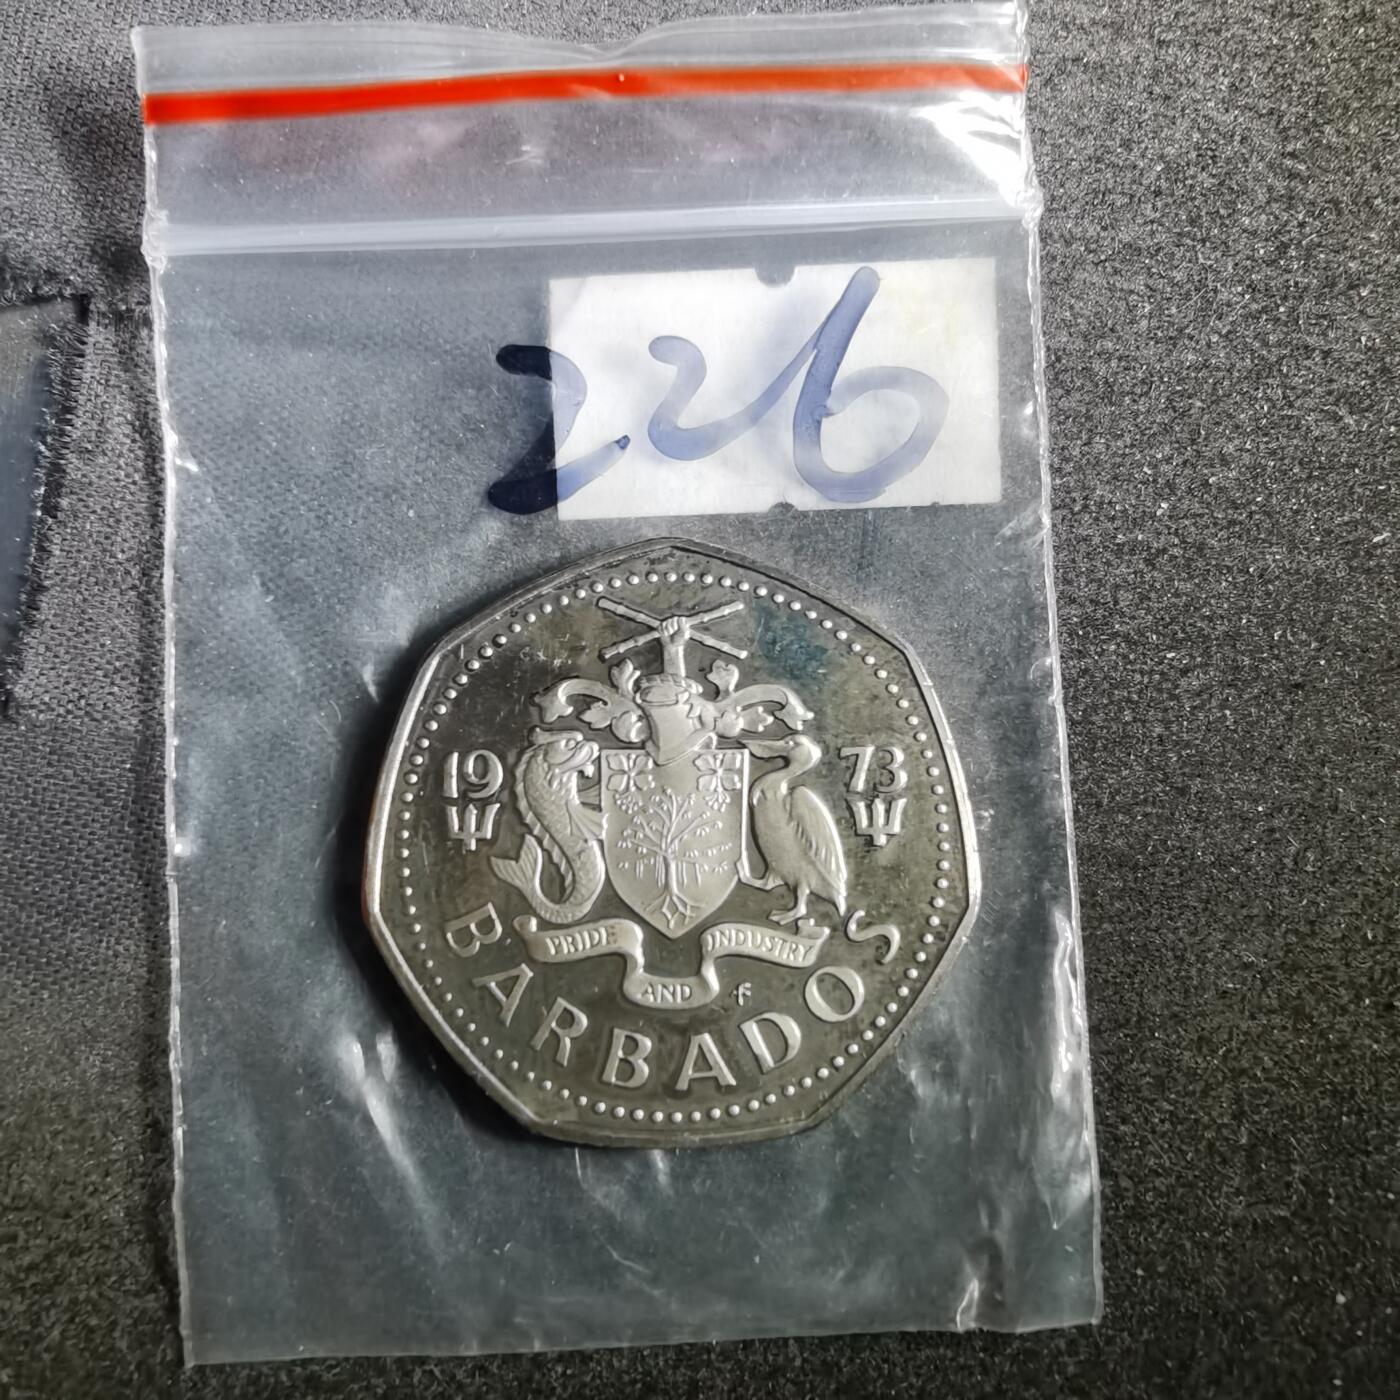 226
19 73
PRIDE INDUSTRY
AND
BARBADOS